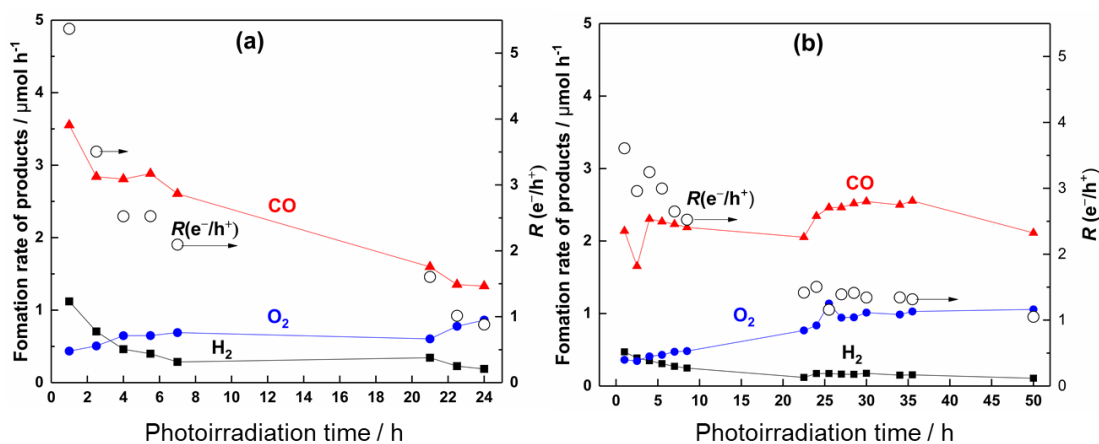 (a)
Fomation rate of products / μmol h⁻¹
5
4
3
2
1
0
CO
R(e⁻/h⁺)
O₂
H₂
5
4
3
2
1
0
R (e⁻/h⁺)
0 2 4 6 8 10 12 14 16 18 20 22 24
Photoirradiation time / h
(b)
Fomation rate of products / μmol h⁻¹
5
4
3
2
1
0
CO
R(e⁻/h⁺)
O₂
H₂
5
4
3
2
1
0
R (e⁻/h⁺)
0 5 10 15 20 25 30 35 40 45 50
Photoirradiation time / h